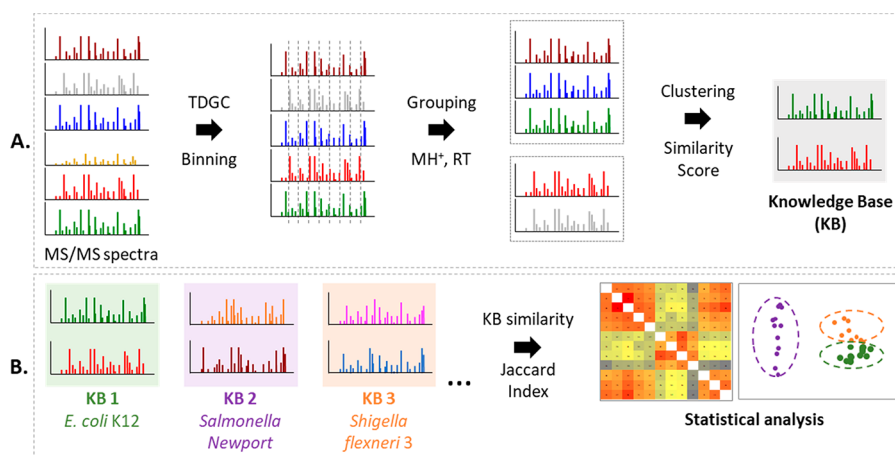 A.
MS/MS spectra
TDGC
Binning
Grouping
MH⁺, RT
Clustering
Similarity
Score
Knowledge Base
(KB)
B.
KB 1
E. coli K12
KB 2
Salmonella
Newport
KB 3
Shigella
flexneri 3
...
KB similarity
Jaccard
Index
Statistical analysis